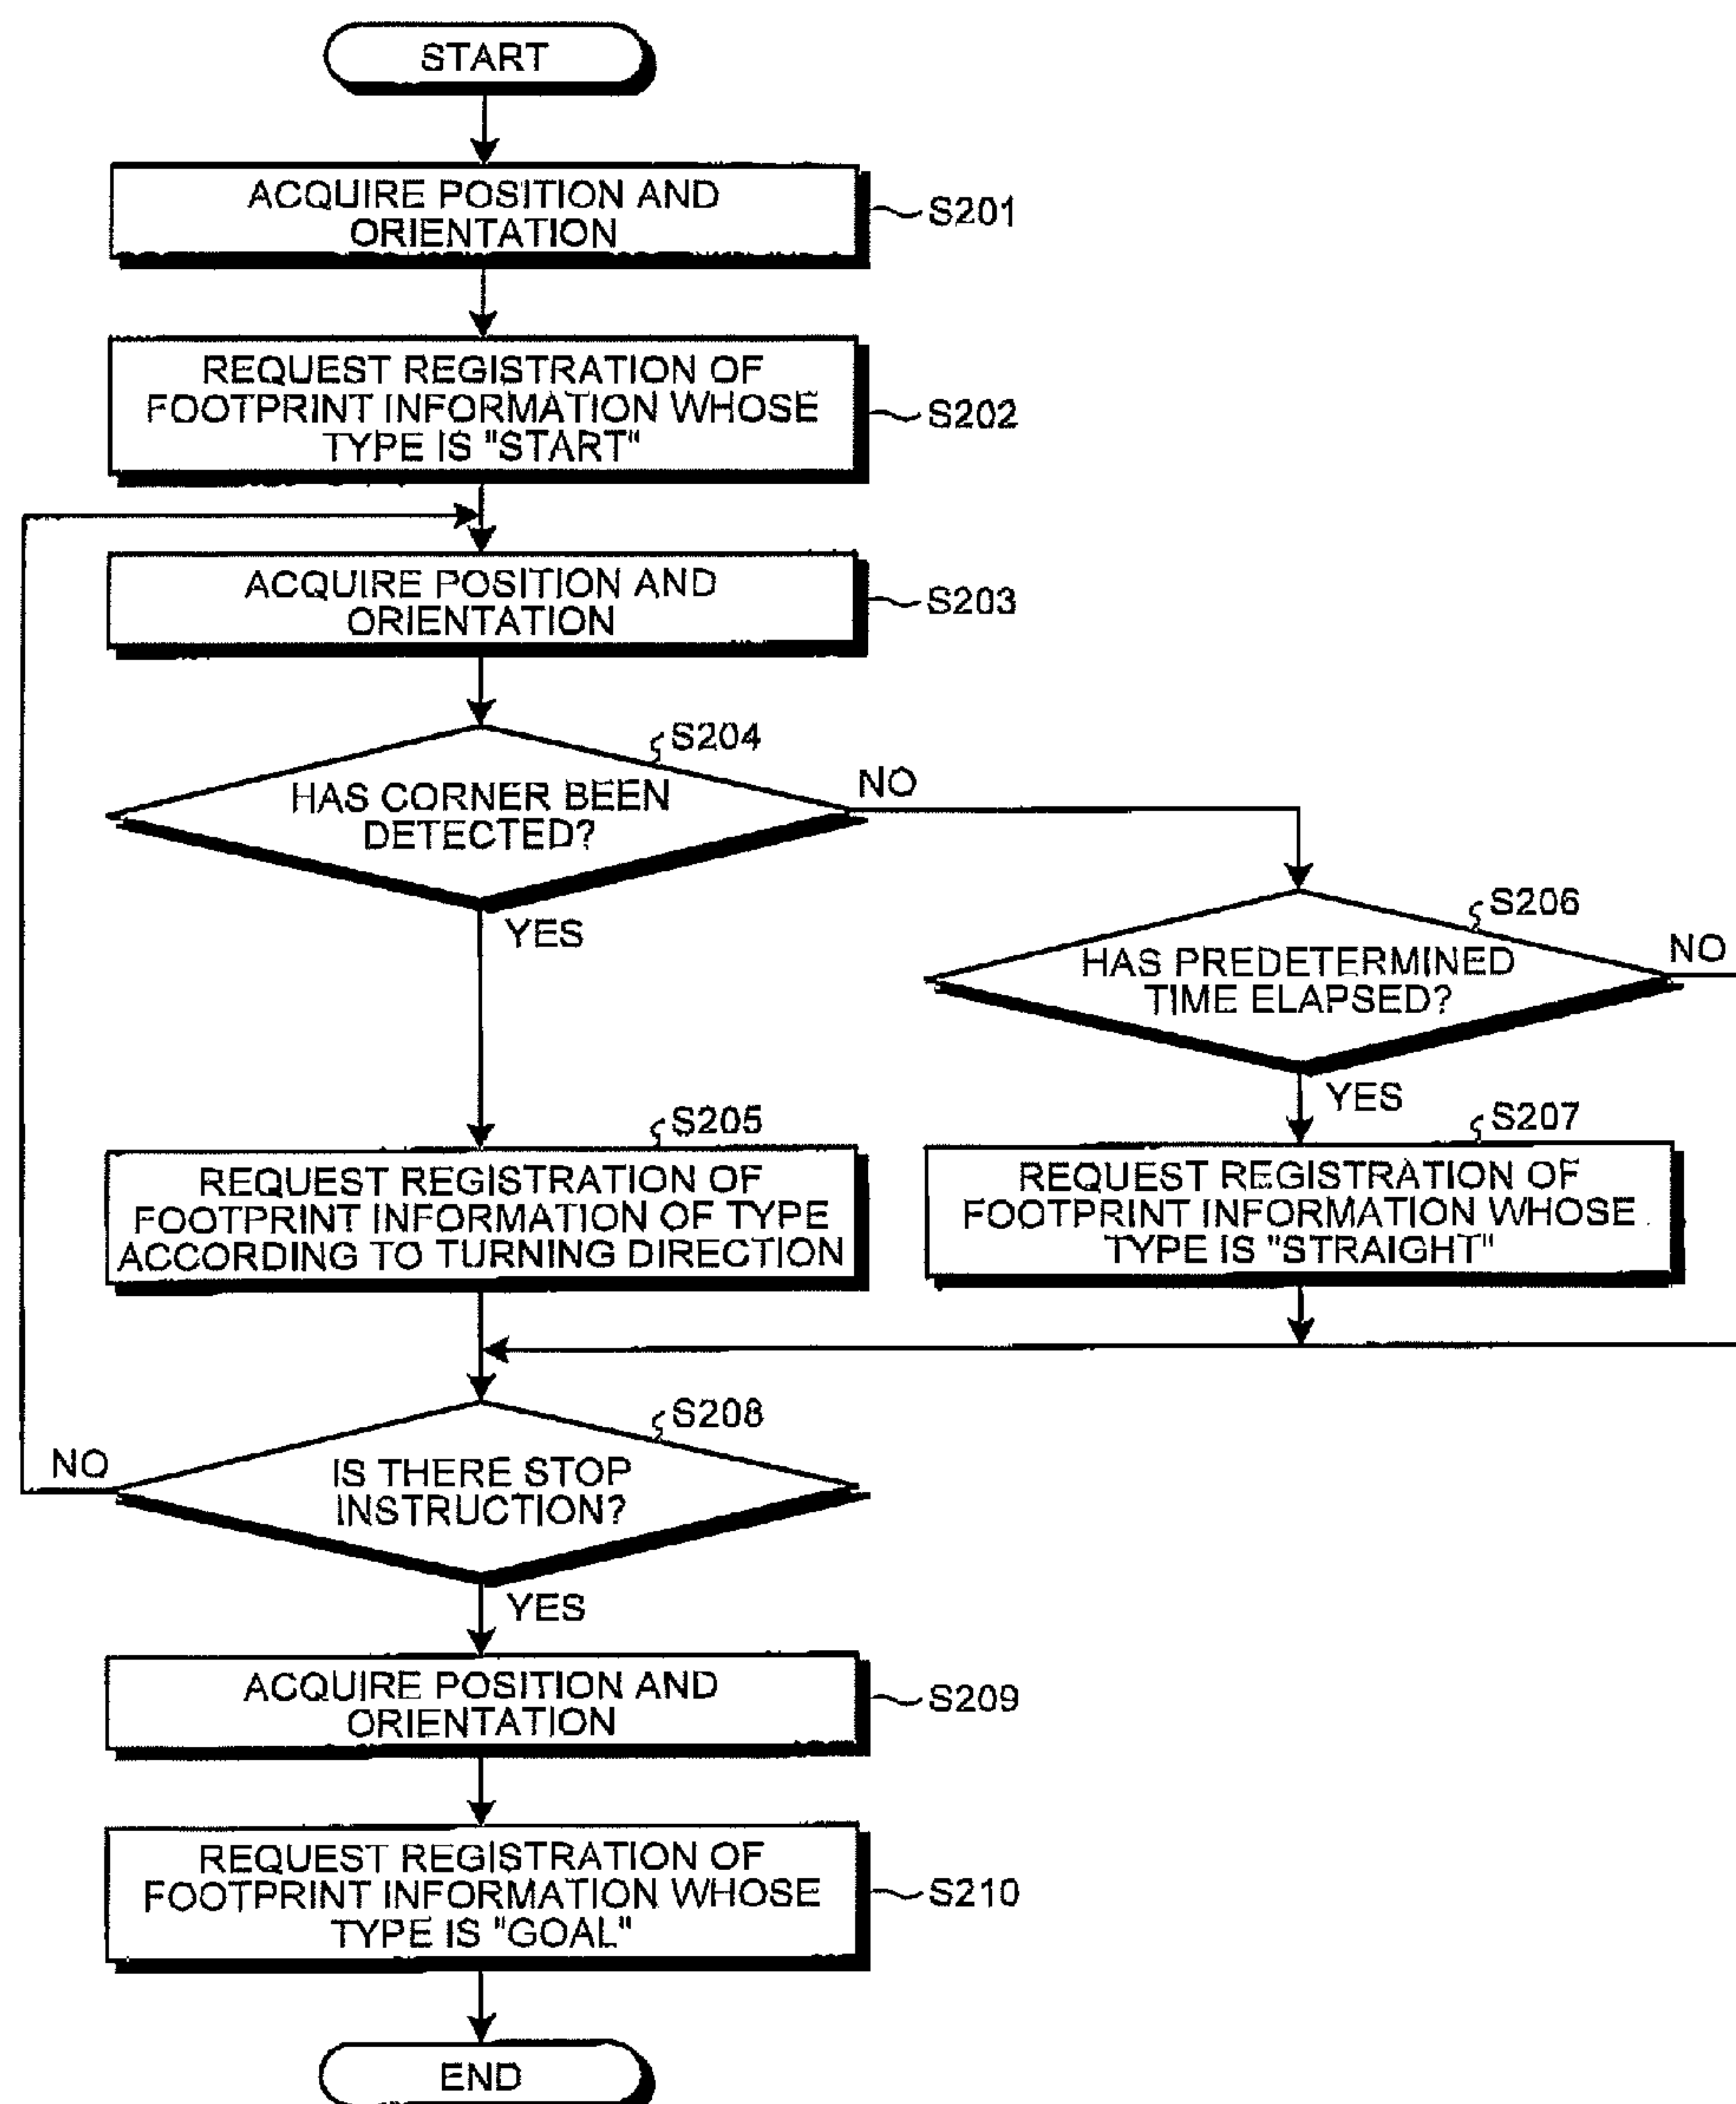 START
ACQUIRE POSITION AND
ORIENTATION
S201
REQUEST REGISTRATION OF
FOOTPRINT INFORMATION WHOSE
TYPE IS "START"
S202
ACQUIRE POSITION AND
ORIENTATION
S203
S204
HAS CORNER BEEN
DETECTED?
NO
YES
S206
HAS PREDETERMINED
TIME ELAPSED?
NO
YES
S205
REQUEST REGISTRATION OF
FOOTPRINT INFORMATION OF TYPE
ACCORDING TO TURNING DIRECTION
S207
REQUEST REGISTRATION OF
FOOTPRINT INFORMATION WHOSE
TYPE IS "STRAIGHT"
S208
IS THERE STOP
INSTRUCTION?
NO
YES
ACQUIRE POSITION AND
ORIENTATION
S209
REQUEST REGISTRATION OF
FOOTPRINT INFORMATION WHOSE
TYPE IS "GOAL"
S210
END